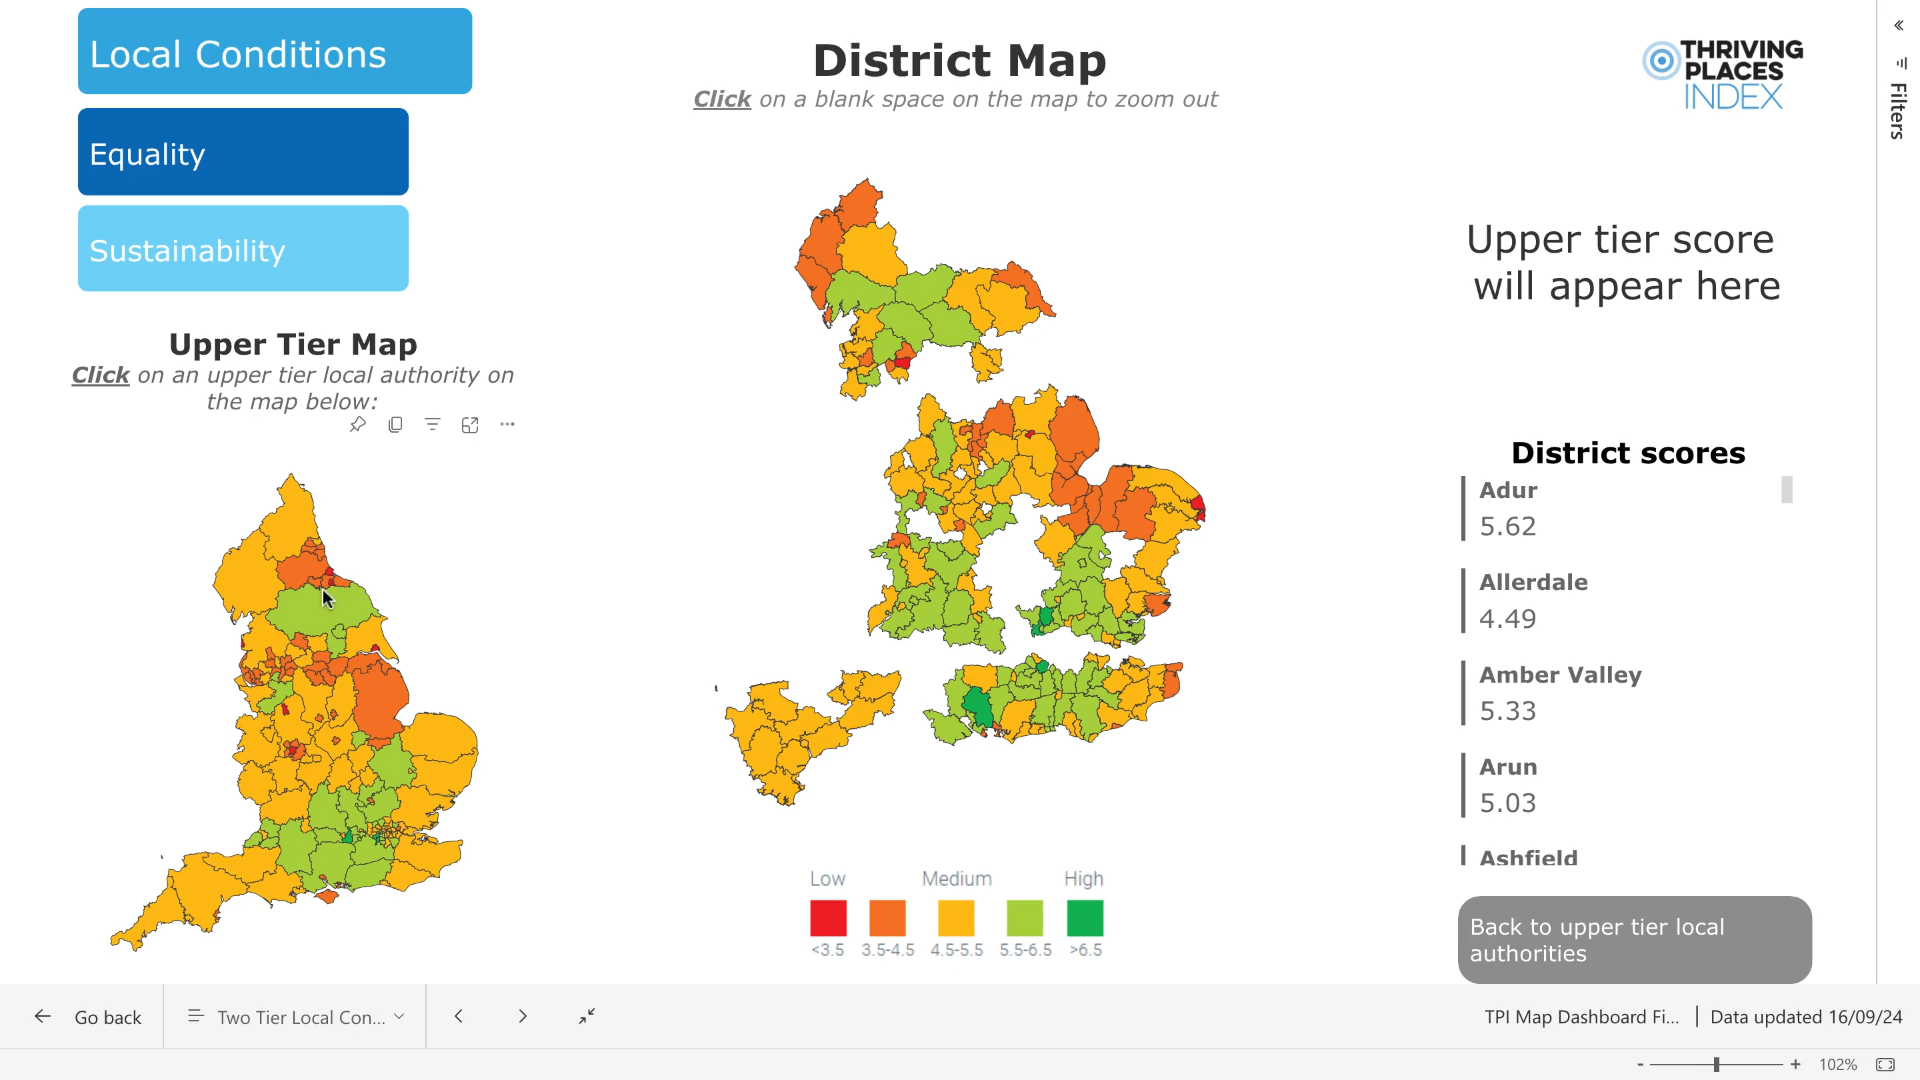 Local Conditions
Equality
Sustainability
Upper Tier Map
Click on an upper tier local authority on
the map below:
District Map
Click on a blank space on the map to zoom out
THRIVING
PLACES
INDEX
Filters
Upper tier score
will appear here
District scores
Adur
5.62
Allerdale
4.49
Amber Valley
5.33
Arun
5.03
Ashfield
Low Medium High
<3.5 3.5-4.5 4.5-5.5 5.5-6.5 >6.5
Back to upper tier local
authorities
Go back
Two Tier Local Con...
TPI Map Dashboard Fi... | Data updated 16/09/24
- + 102%